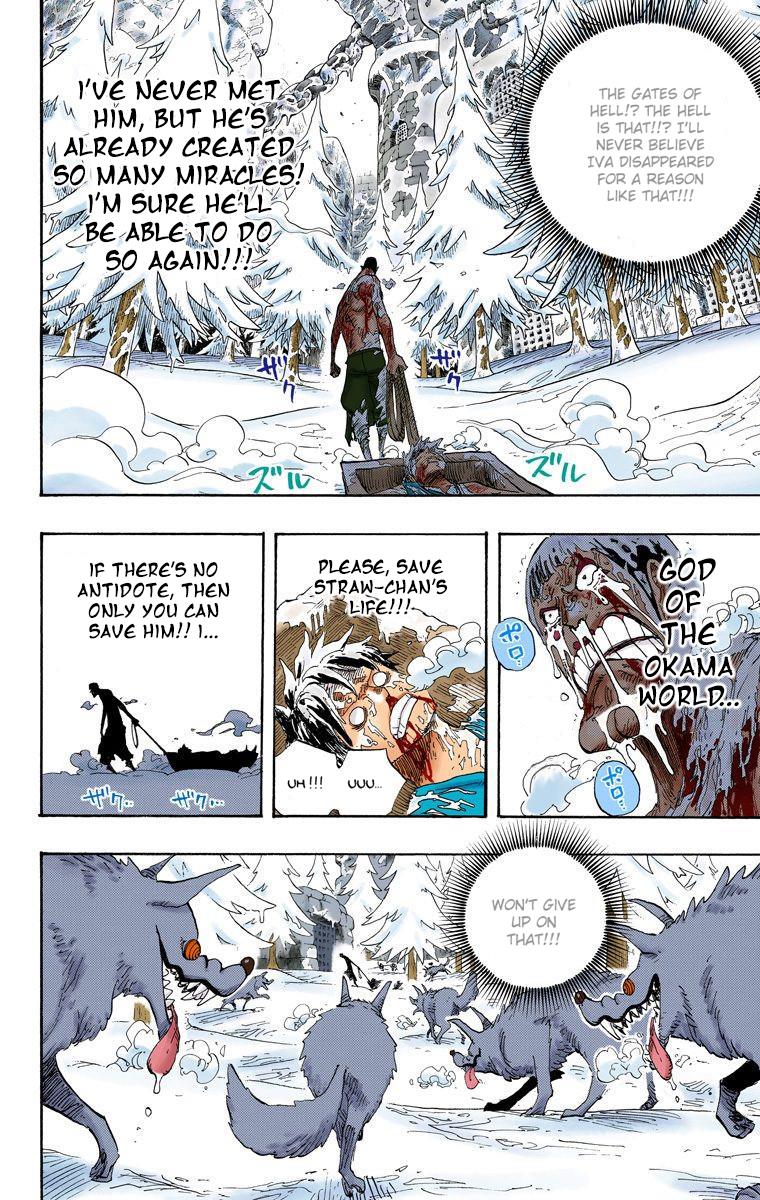 THE GATES OF
HELL!? THE HELL
IS THAT!!? I'LL
NEVER BELIEVE
IVA DISAPPEARED
FOR A REASON
LIKE THAT!!!
I'VE NEVER MET
HIM, BUT HE'S
ALREADY CREATED
SO MANY MIRACLES!
I'M SURE HE'LL
BE ABLE TO DO
SO AGAIN!!!
ザク
ザク
ズル
ズル
GOD
OF
THE
OKAMA
WORLD...
ポロ
ポロ...
PLEASE, SAVE
STRAW-CHAN'S
LIFE!!!
UUU...
UH!!!
IF THERE'S NO
ANTIDOTE, THEN
ONLY YOU CAN
SAVE HIM!! I...
ザク...
ザク...
WON'T GIVE
UP ON
THAT!!!